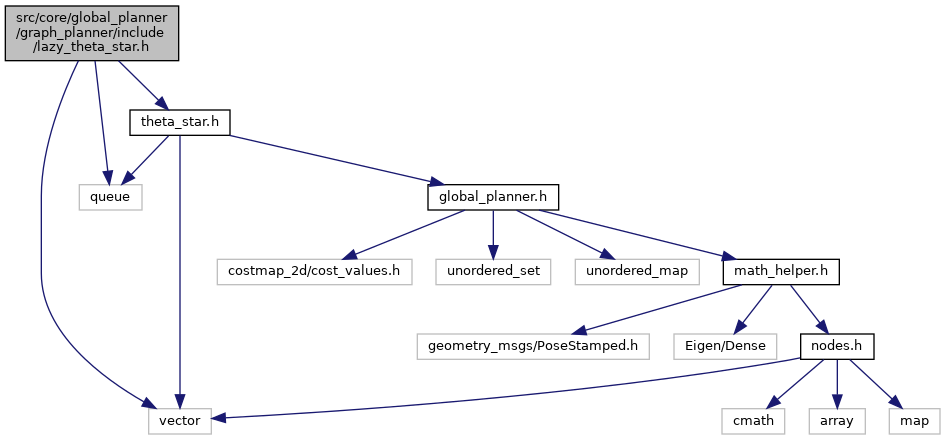 src/core/global_planner
/graph_planner/include
/lazy_theta_star.h
theta_star.h
queue
global_planner.h
costmap_2d/cost_values.h
unordered_set
unordered_map
math_helper.h
geometry_msgs/PoseStamped.h
Eigen/Dense
nodes.h
vector
cmath
array
map